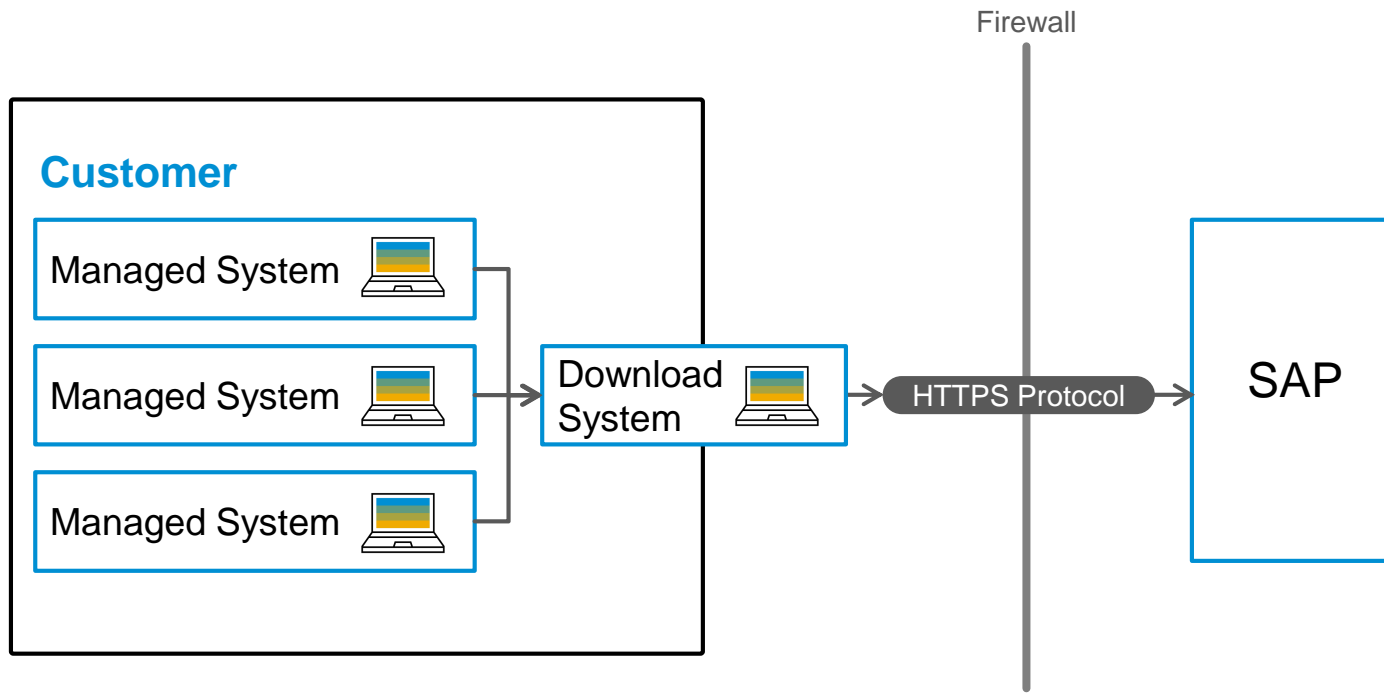 Firewall
Customer
Managed System
Managed System
Download
System
HTTPS Protocol
SAP
Managed System